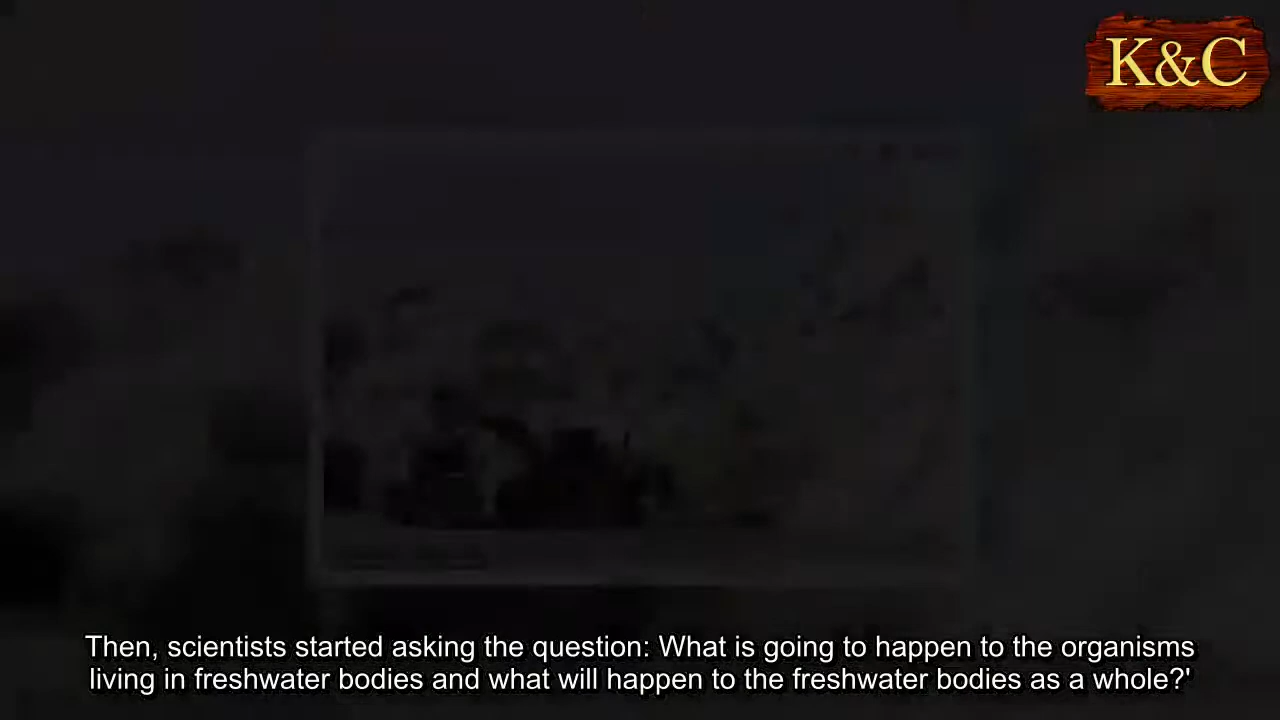 K&C
Then, scientists started asking the question: What is going to happen to the organisms
living in freshwater bodies and what will happen to the freshwater bodies as a whole?'